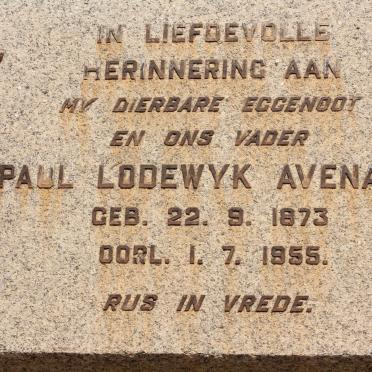 IN LIEFDEVOLLE
HERINNERING AAN
MY DIERBARE EGGENOOT
EN ONS VADER
PAUL LODEWYK AVENA
GEB. 22. 9. 1873
OORL. 1. 7. 1955.
RUS IN VREDE.